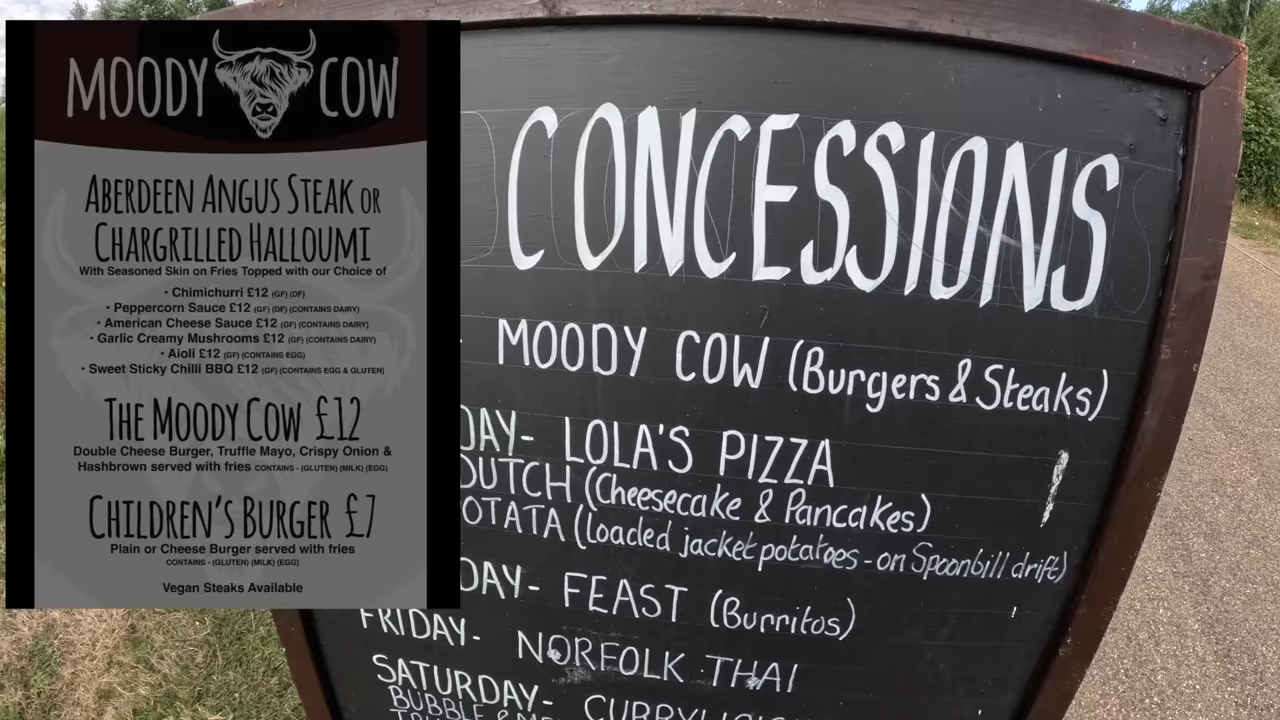 MOODY COW
ABERDEEN ANGUS STEAK OR
CHARGRILLED HALLOUMI
With Seasoned Skin on Fries Topped with our Choice of
• Chimichurri £12 (GF) (DF)
• Peppercorn Sauce £12 (GF) (DF) (CONTAINS DAIRY)
• American Cheese Sauce £12 (GF) (CONTAINS DAIRY)
• Garlic Creamy Mushrooms £12 (GF) (CONTAINS DAIRY)
• Aioli £12 (GF) (CONTAINS EGG)
• Sweet Sticky Chilli BBQ £12 (GF) (CONTAINS EGG & GLUTEN)
THE MOODY COW £12
Double Cheese Burger, Truffle Mayo, Crispy Onion &
Hashbrown served with fries CONTAINS - (GLUTEN) (MILK) (EGG)
CHILDREN'S BURGER £7
Plain or Cheese Burger served with fries
CONTAINS - (GLUTEN) (MILK) (EGG)
Vegan Steaks Available
CONCESSIONS
- MOODY COW (Burgers & Steaks)
DAY- LOLA'S PIZZA
DUTCH (Cheesecake & Pancakes)
OTATA (loaded jacket potatoes - on Spoonbill drift)
DAY- FEAST (Burritos)
FRIDAY- NORFOLK THAI
SATURDAY-
BUBBLE &